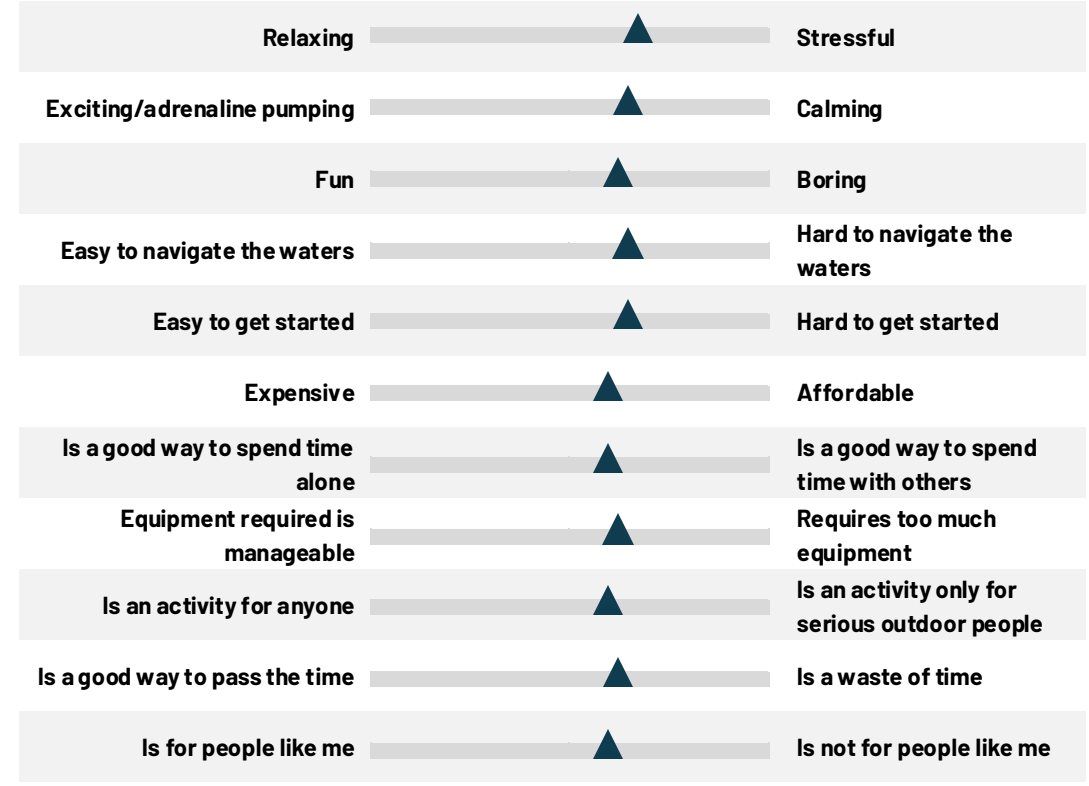 Relaxing
Stressful
Exciting/adrenaline pumping
Calming
Fun
Boring
Easy to navigate the waters
Hard to navigate the
waters
Easy to get started
Hard to get started
Expensive
Affordable
Is a good way to spend time
alone
Is a good way to spend
time with others
Equipment required is
manageable
Requires too much
equipment
Is an activity for anyone
Is an activity only for
serious outdoor people
Is a good way to pass the time
Is a waste of time
Is for people like me
Is not for people like me